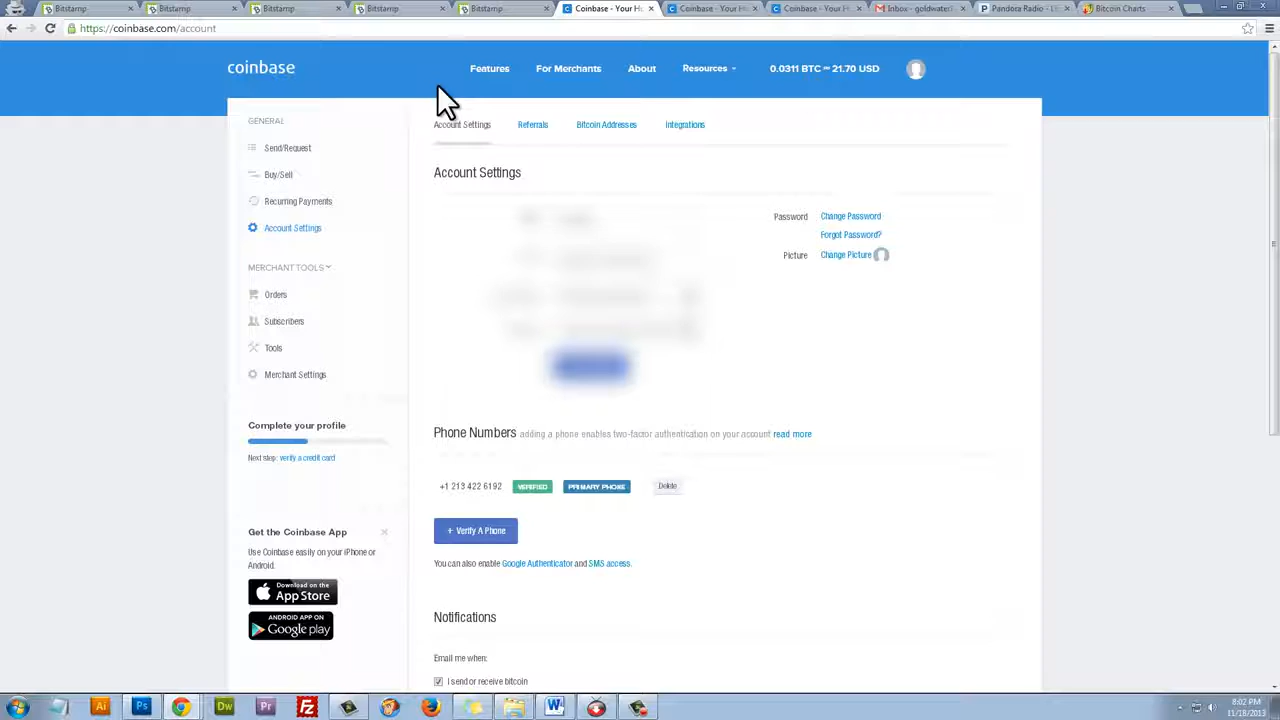 Bitstamp
Bitstamp
Bitstamp
Bitstamp
Coinbase - Your H
Coinbase - Your H
Coinbase - Your H
Inbox - goldwater
Pandora Radio - L
Bitcoin Charts
https://coinbase.com/account
coinbase
Features
For Merchants
About
Resources
0.0311 BTC ≈ 21.70 USD
GENERAL
Send/Request
Buy/Sell
Recurring Payments
Account Settings
MERCHANT TOOLS
Orders
Subscribers
Tools
Merchant Settings
Complete your profile
Next step: verify a credit card
Get the Coinbase App
Use Coinbase easily on your iPhone or
Android.
Download on the
App Store
ANDROID APP ON
Google play
Account Settings
Referrals
Bitcoin Addresses
Integrations
Account Settings
Password Change Password
Forgot Password?
Picture Change Picture
Phone Numbers adding a phone enables two-factor authentication on your account read more
+1 213 422 6192 VERIFIED PRIMARY PHONE Delete
+ Verify A Phone
You can also enable Google Authenticator and SMS access.
Notifications
Email me when:
I send or receive bitcoin
Ai
Ps
Dw
Pr
Fz
W
8:02 PM
11/18/2013